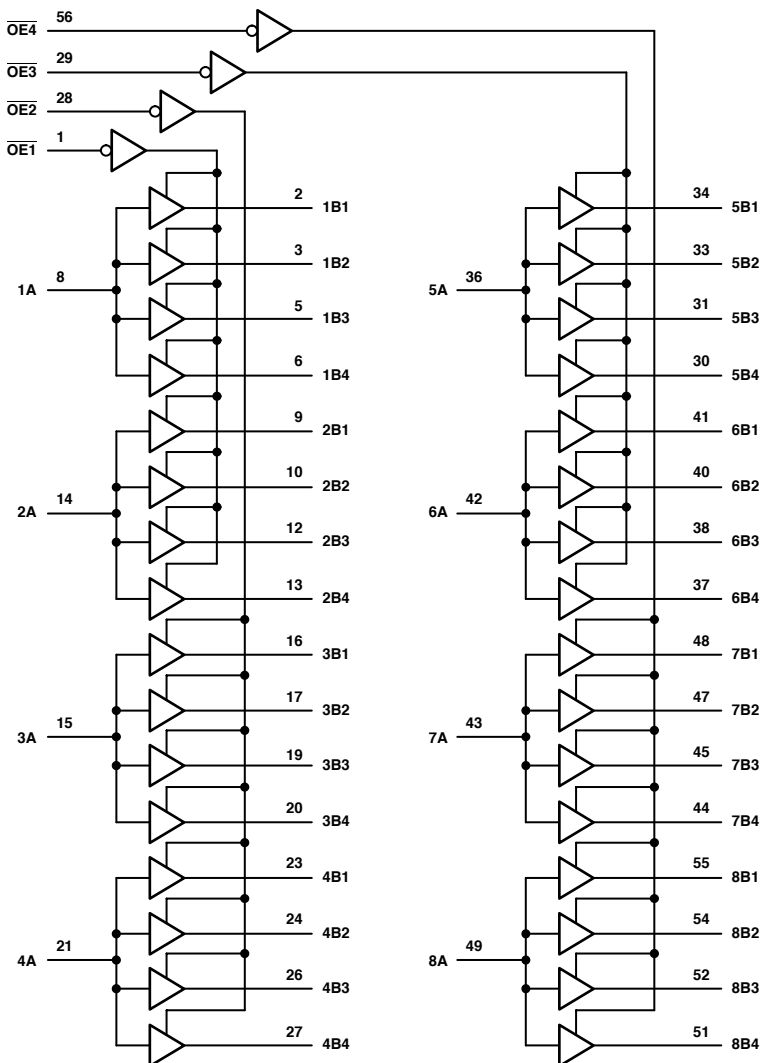 OE4 56
OE3 29
OE2 28
OE1 1
2 1B1
3 1B2
1A 8
5 1B3
6 1B4
9 2B1
10 2B2
2A 14
12 2B3
13 2B4
16 3B1
17 3B2
3A 15
19 3B3
20 3B4
23 4B1
24 4B2
4A 21
26 4B3
27 4B4
34 5B1
33 5B2
5A 36
31 5B3
30 5B4
41 6B1
40 6B2
6A 42
38 6B3
37 6B4
48 7B1
47 7B2
7A 43
45 7B3
44 7B4
55 8B1
54 8B2
8A 49
52 8B3
51 8B4